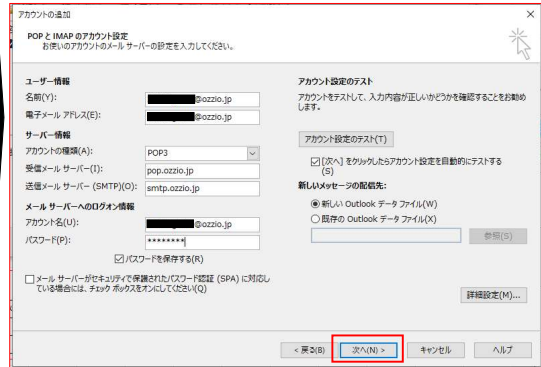 アカウントの追加
POP と IMAP のアカウント設定
お使いのアカウントのメール サーバーの設定を入力してください。
ユーザー情報
名前(Y):
@ozzio.jp
電子メール アドレス(E):
@ozzio.jp
サーバー情報
アカウントの種類(A):
POP3
受信メール サーバー(I):
pop.ozzio.jp
送信メール サーバー (SMTP)(O):
smtp.ozzio.jp
メール サーバーへのログオン情報
アカウント名(U):
@ozzio.jp
パスワード(P):
********
パスワードを保存する(R)
メール サーバーがセキュリティで保護されたパスワード認証 (SPA) に対応
している場合には、チェック ボックスをオンにしてください(Q)
アカウント設定のテスト
アカウントをテストして、入力内容が正しいかどうかを確認することをお勧め
します。
アカウント設定のテスト(T)
[次へ] をクリックしたらアカウント設定を自動的にテストする
(S)
新しいメッセージの配信先:
新しい Outlook データ ファイル(W)
既存の Outlook データ ファイル(X)
参照(S)
詳細設定(M)...
< 戻る(B)
次へ(N) >
キャンセル
ヘルプ